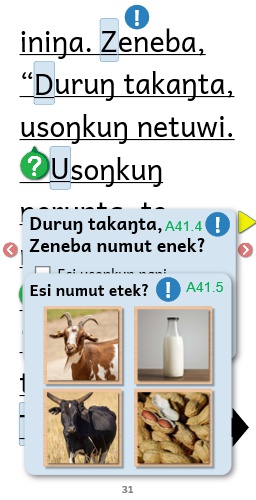 iniŋa. Zeneba,
“Duruŋ takaŋta,
usoŋkuŋ netuwi.
Usoŋkuŋ
Duruŋ takaŋta, A41.4
Zeneba numut enek?
Esi numut etek? A41.5
31